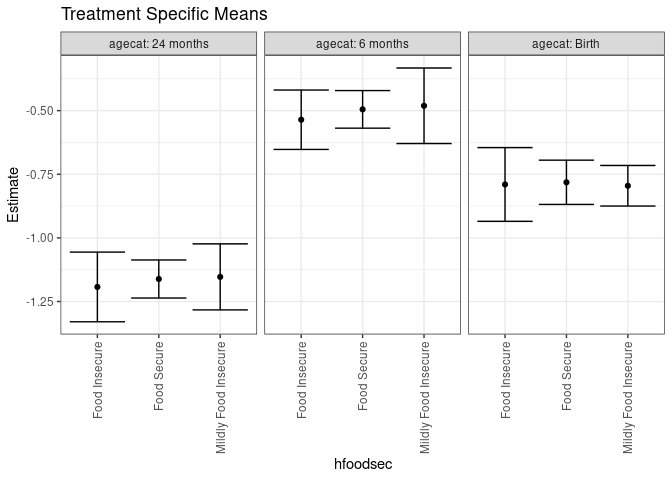 Treatment Specific Means
agecat: 24 months
agecat: 6 months
agecat: Birth
Estimate
-0.50
-0.75
-1.00
-1.25
Food Insecure
Food Secure
Mildly Food Insecure
Food Insecure
Food Secure
Mildly Food Insecure
Food Insecure
Food Secure
Mildly Food Insecure
hfoodsec